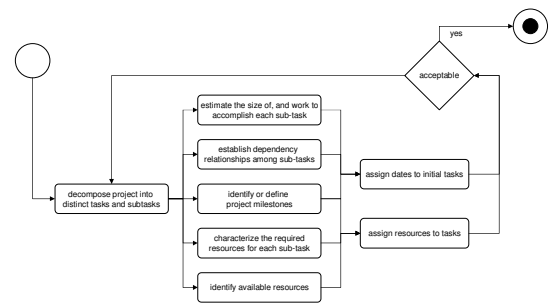 yes
acceptable
estimate the size of, and work to
accomplish each sub-task
establish dependency
relationships among sub-tasks
assign dates to initial tasks
decompose project into
distinct tasks and subtasks
identify or define
project milestones
assign resources to tasks
characterize the required
resources for each sub-task
identify available resources